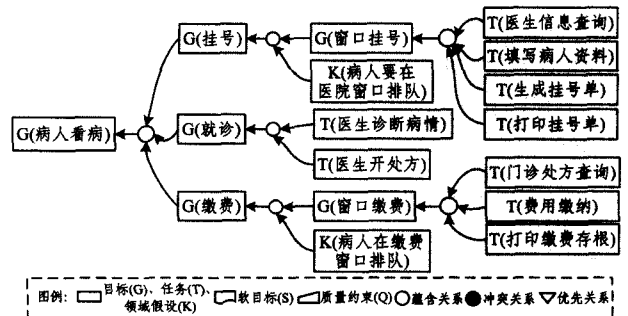 T(医生信息查询)
G(挂号)
G(窗口挂号)
T(填写病人资料)
K(病人要在
医院窗口排队)
T(生成挂号单)
T(打印挂号单)
G(病人看病)
G(就诊)
T(医生诊断病情)
T(医生开处方)
T(门诊处方查询)
G(缴费)
G(窗口缴费)
T(费用缴纳)
K(病人在缴费
窗口排队)
T(打印缴费存根)
图例: 目标(G)、任务(T)、
领域假设(K)
软目标(S) 质量约束(Q) 蕴含关系 冲突关系 优先关系